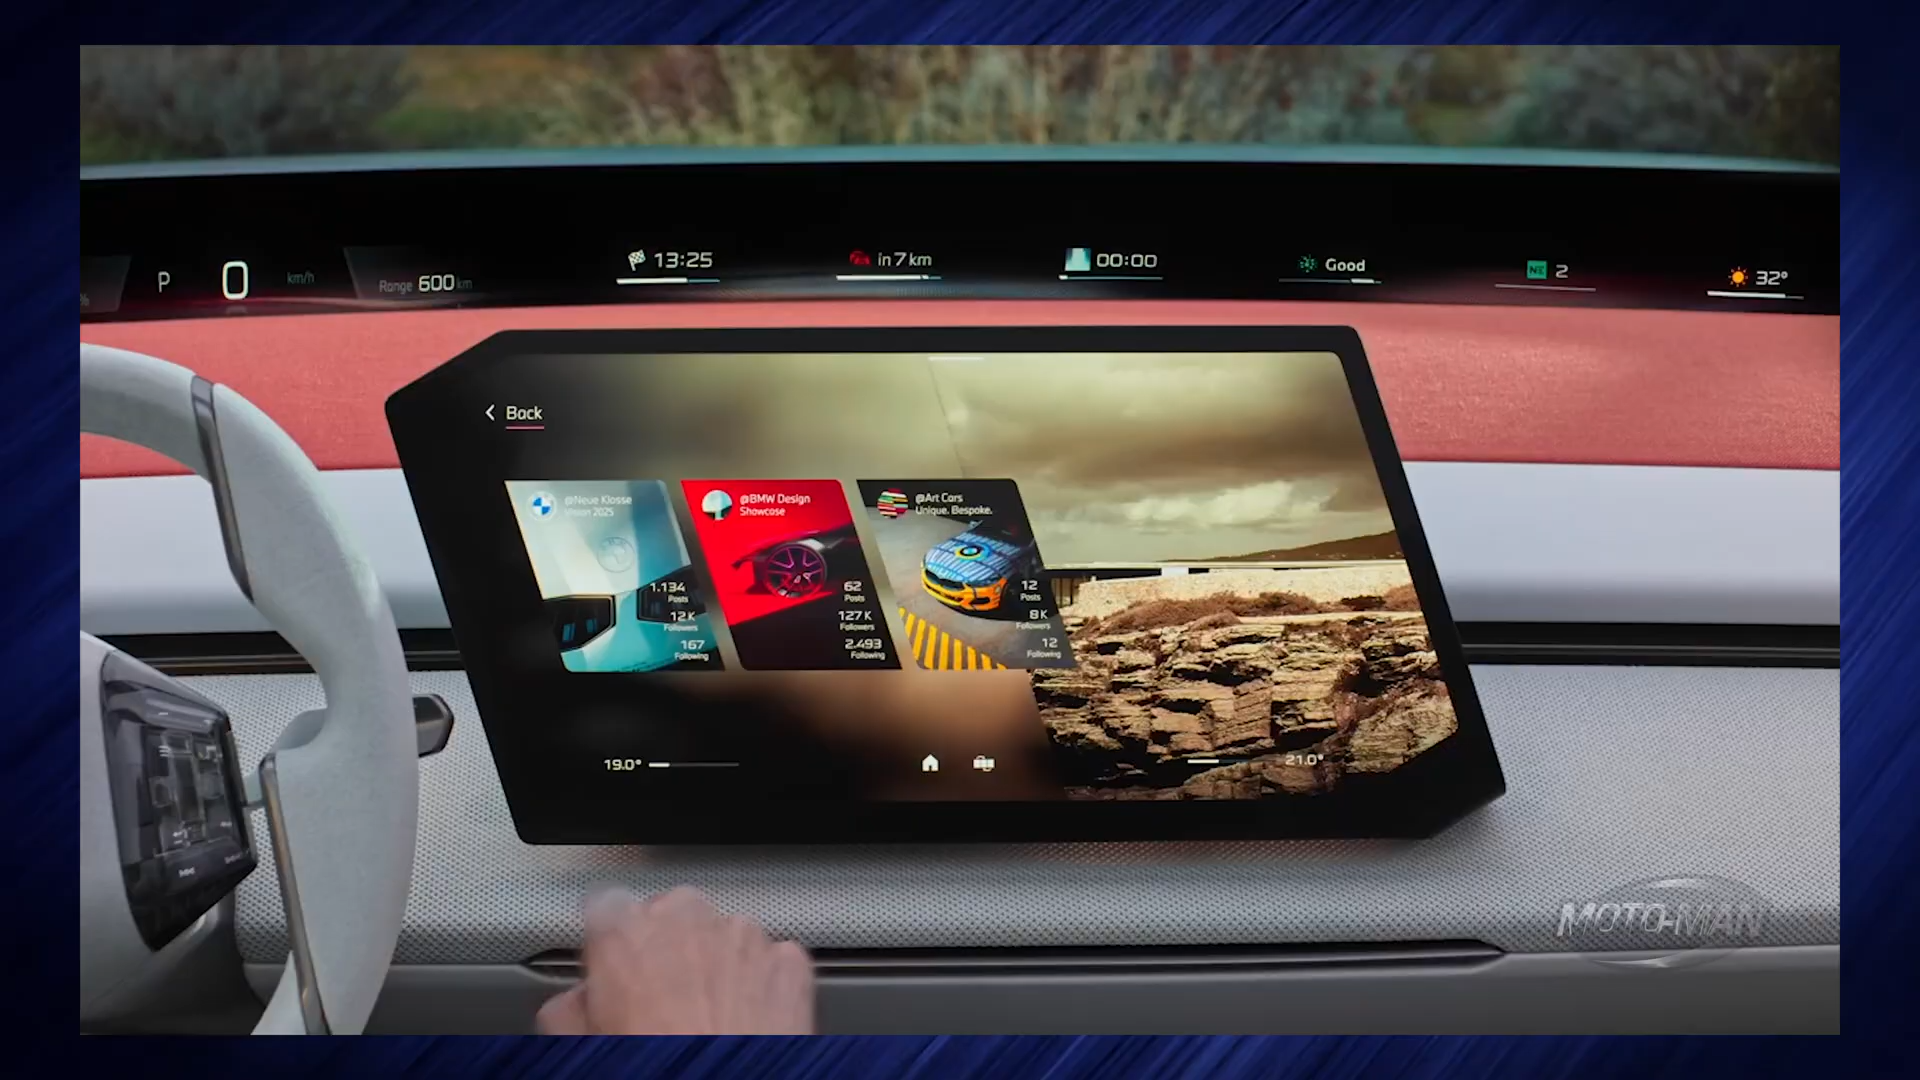 %
P
0
km/h
Range 600 km
13:25
in 7 km
00:00
Good
NE 2
32°
Back
@Neue Klasse
Vision 2025
1.134
Posts
12K
Followers
167
Following
@BMW Design
Showcase
62
Posts
127K
Followers
2.493
Following
@Art Cars
Unique. Bespoke.
12
Posts
8K
Followers
12
Following
19.0°
21.0°
MOTO-MAN